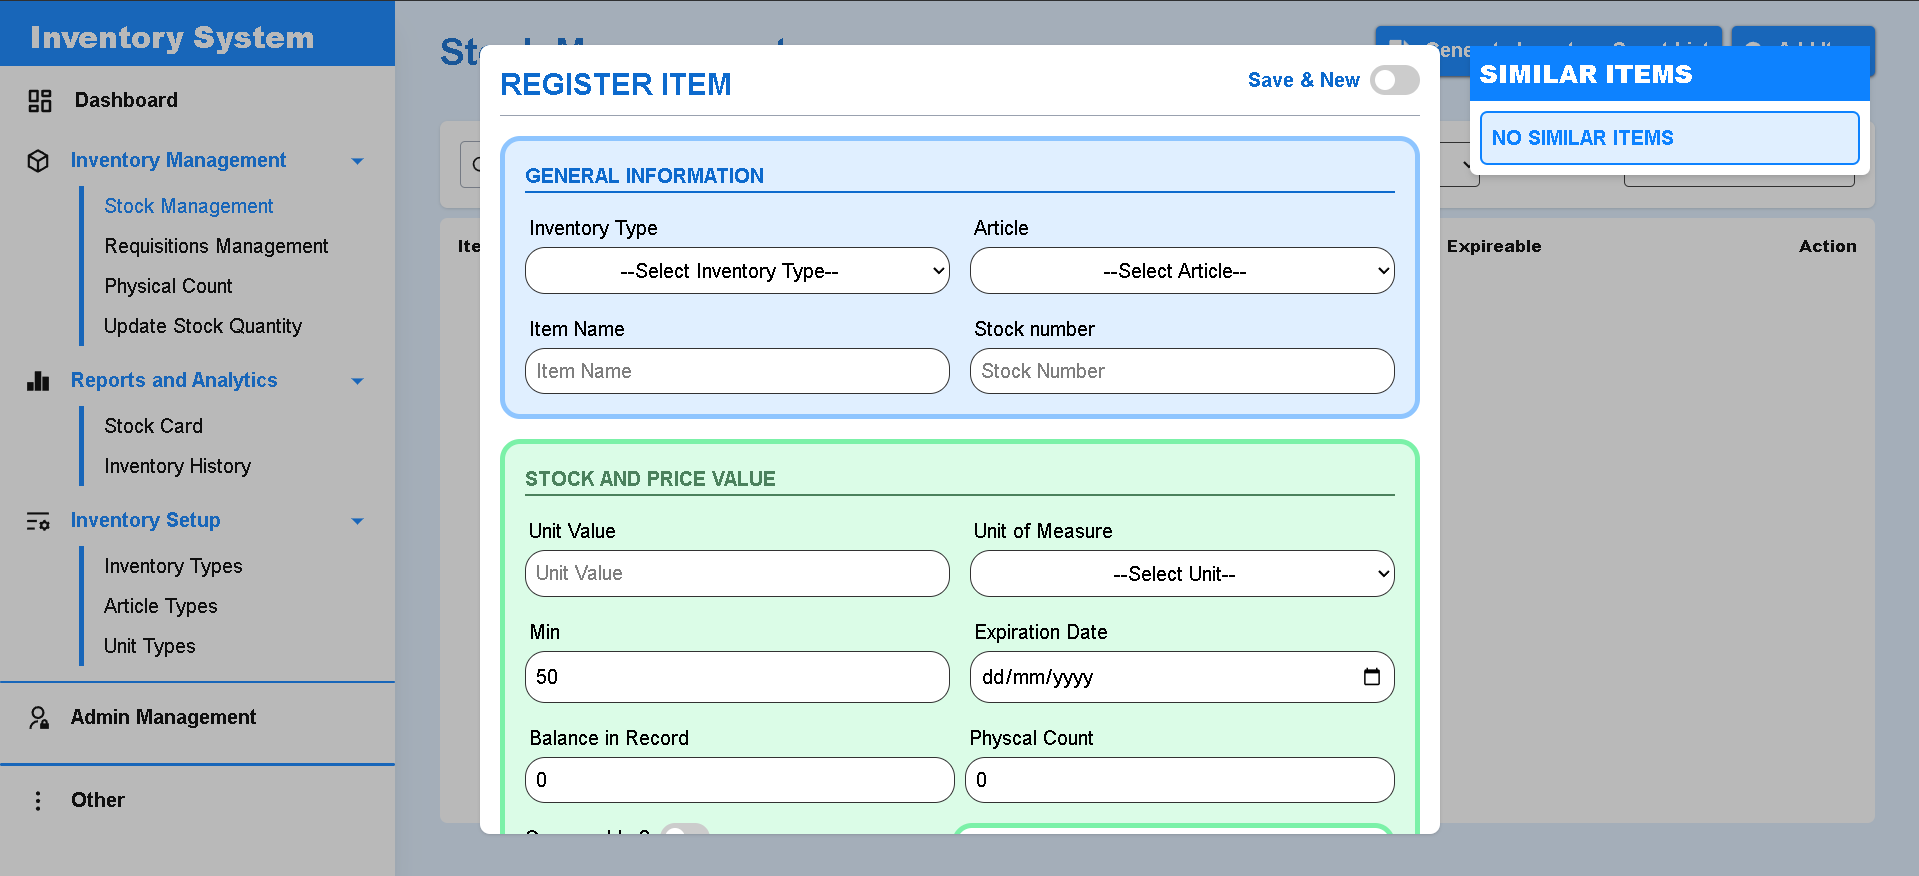 Inventory System
Dashboard
Inventory Management
Stock Management
Requisitions Management
Physical Count
Update Stock Quantity
Reports and Analytics
Stock Card
Inventory History
Inventory Setup
Inventory Types
Article Types
Unit Types
Admin Management
Other
REGISTER ITEM
Save & New
GENERAL INFORMATION
Inventory Type
Article
--Select Inventory Type--
--Select Article--
Item Name
Stock number
Item Name
Stock Number
STOCK AND PRICE VALUE
Unit Value
Unit of Measure
Unit Value
--Select Unit--
Min
Expiration Date
50
dd/mm/yyyy
Balance in Record
Physcal Count
0
0
SIMILAR ITEMS
NO SIMILAR ITEMS
Expireable
Action